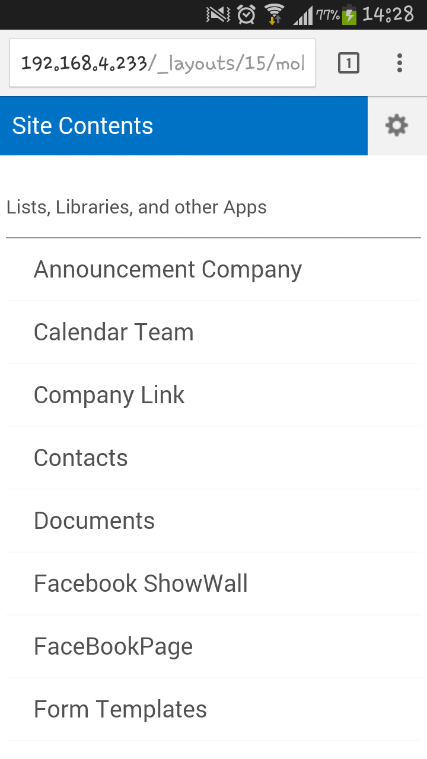 77% 14:28
192.168.4.233/_layouts/15/mol
1
Site Contents
Lists, Libraries, and other Apps
Announcement Company
Calendar Team
Company Link
Contacts
Documents
Facebook ShowWall
FaceBookPage
Form Templates